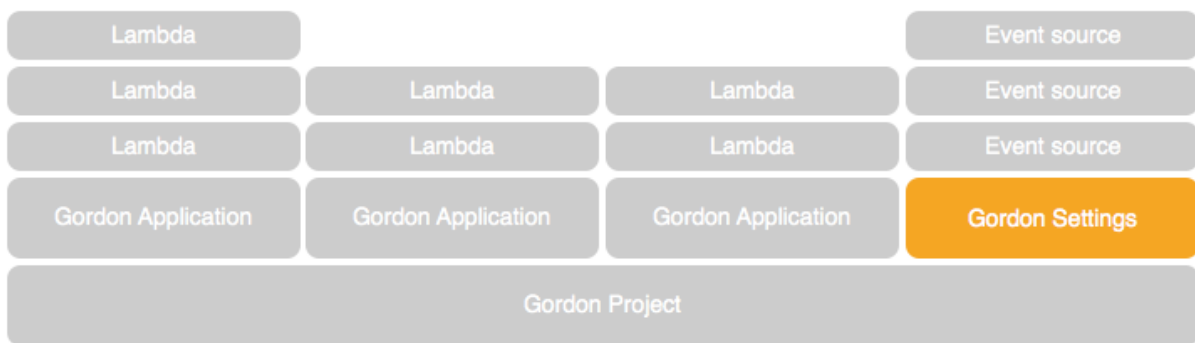 Lambda
Event source
Lambda
Lambda
Lambda
Event source
Lambda
Lambda
Lambda
Event source
Gordon Application
Gordon Application
Gordon Application
Gordon Settings
Gordon Project